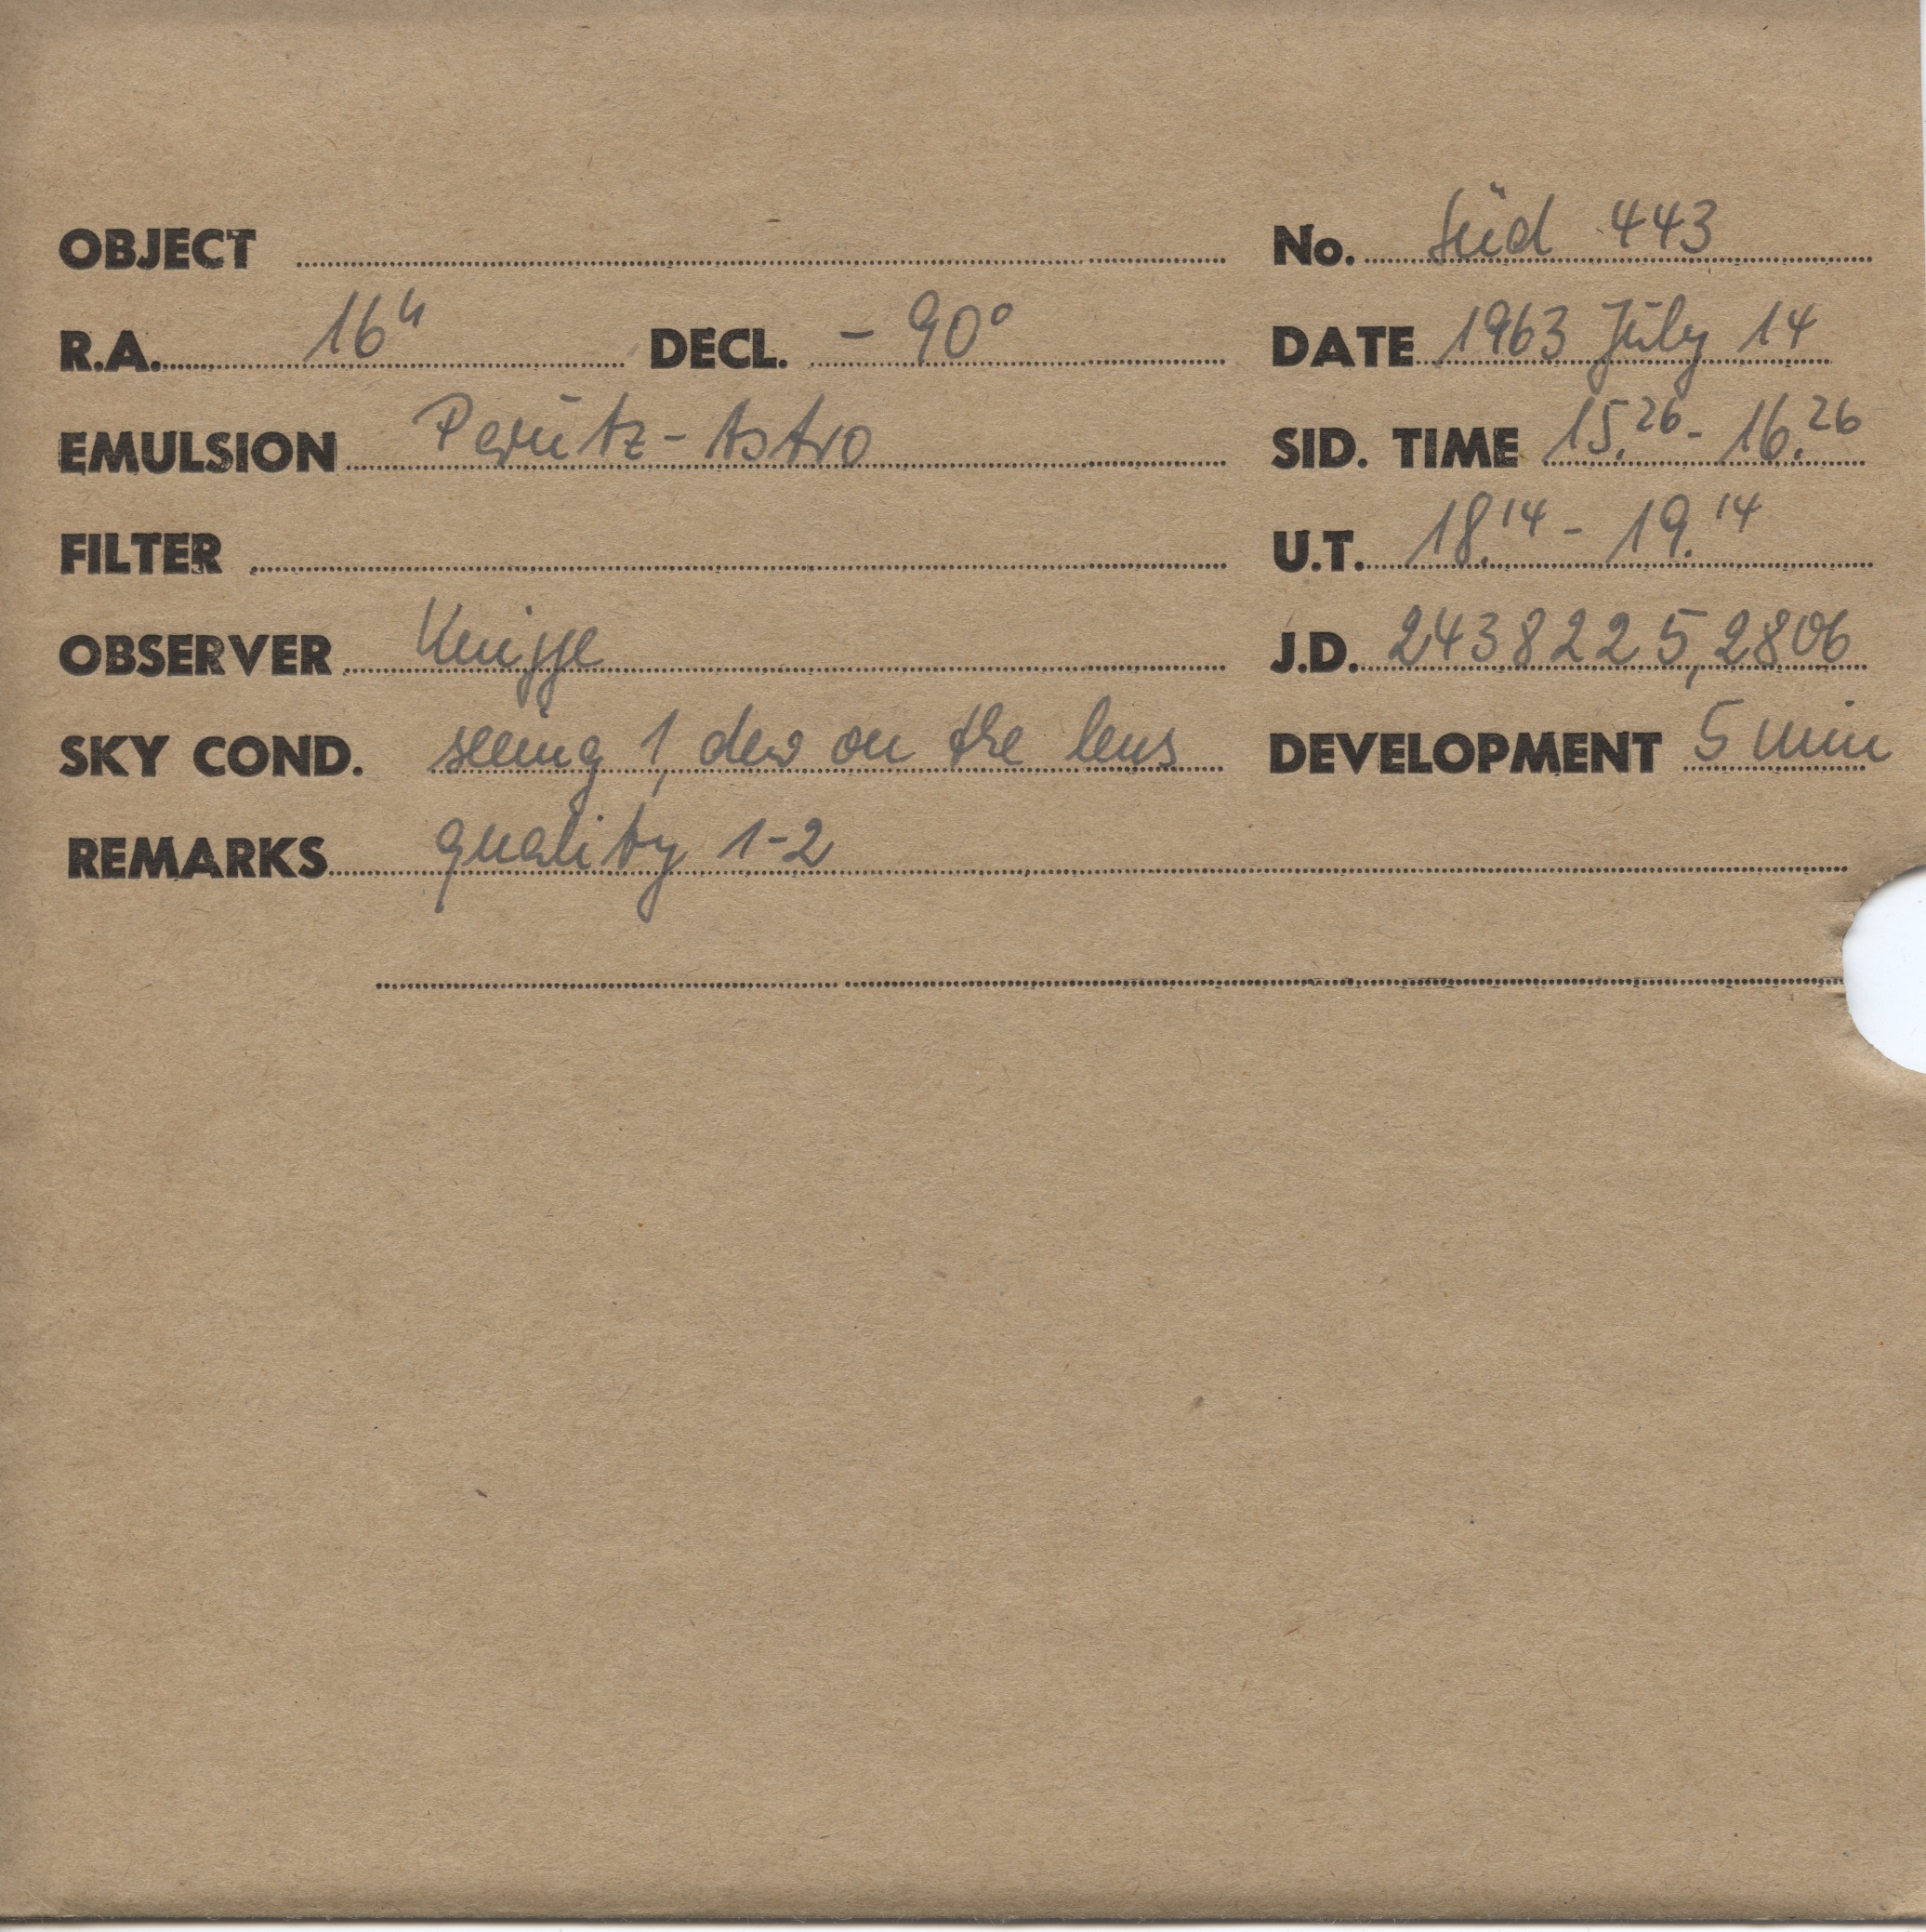 OBJECT No. Süd 443
R.A. 16h DECL. - 90° DATE 1963 July 14
EMULSION Perutz-Astro SID. TIME 15.26 - 16.26
FILTER U.T. 18.14 - 19.14
OBSERVER Knigge J.D. 2438225,2806
SKY COND. seeing 1, dew on the lens DEVELOPMENT 5 min
REMARKS quality 1-2